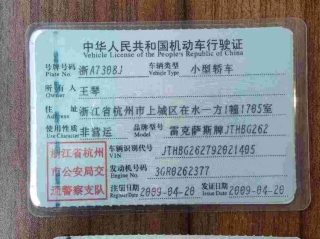 中华人民共和国机动车行驶证
Vehicle License of the People's Republic of China
号牌号码 浙A7308J 车辆类型 小型轿车
Plate No. Vehicle Type
所有人 王琴
Owner
住址 浙江省杭州市上城区在水一方1幢1705室
Address
使用性质 非营运 品牌型号 雷克萨斯牌JTHBG262
Use Character Model
浙江省杭州市公安局交通警察支队
车辆识别代号 JTHBG262792021405
VIN
发动机号码 3GR0262377
Engine No.
注册日期 2009-04-20 发证日期 2009-04-20
Register Date Issue Date